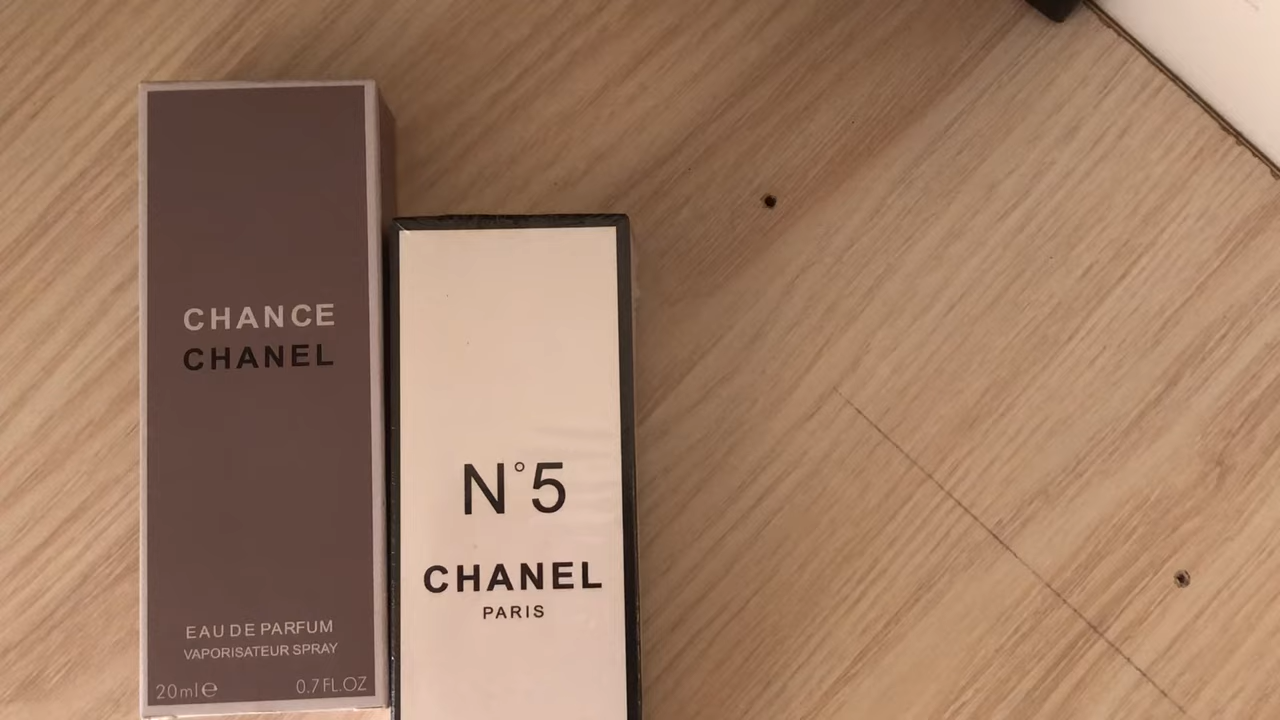 CHANCE
CHANEL
EAU DE PARFUM
VAPORISATEUR SPRAY
20ml℮ 0.7 FL.OZ
N°5
CHANEL
PARIS